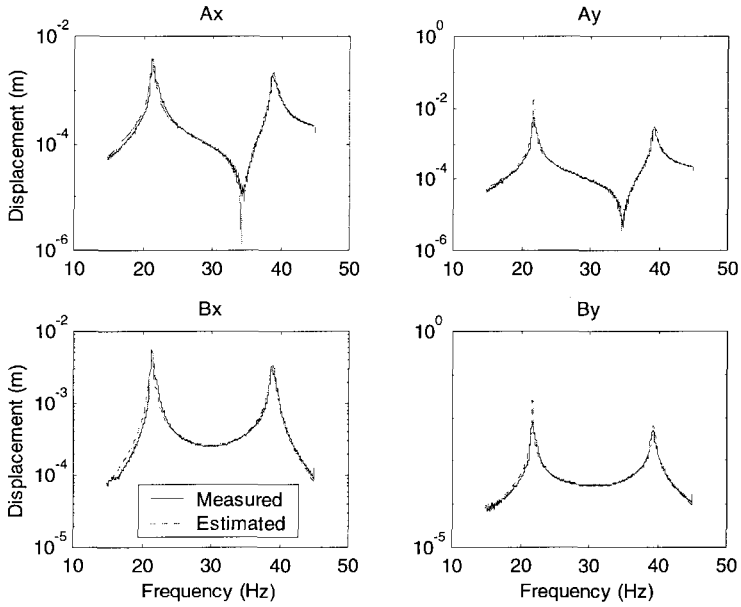 Ax
Displacement (m)
10^-2
10^-4
10^-6
10 20 30 40 50
Ay
10^0
10^-2
10^-4
10^-6
10 20 30 40 50
Bx
Displacement (m)
10^-2
10^-3
10^-4
10^-5
Measured
Estimated
10 20 30 40 50
Frequency (Hz)
By
10^0
10^-5
10 20 30 40 50
Frequency (Hz)